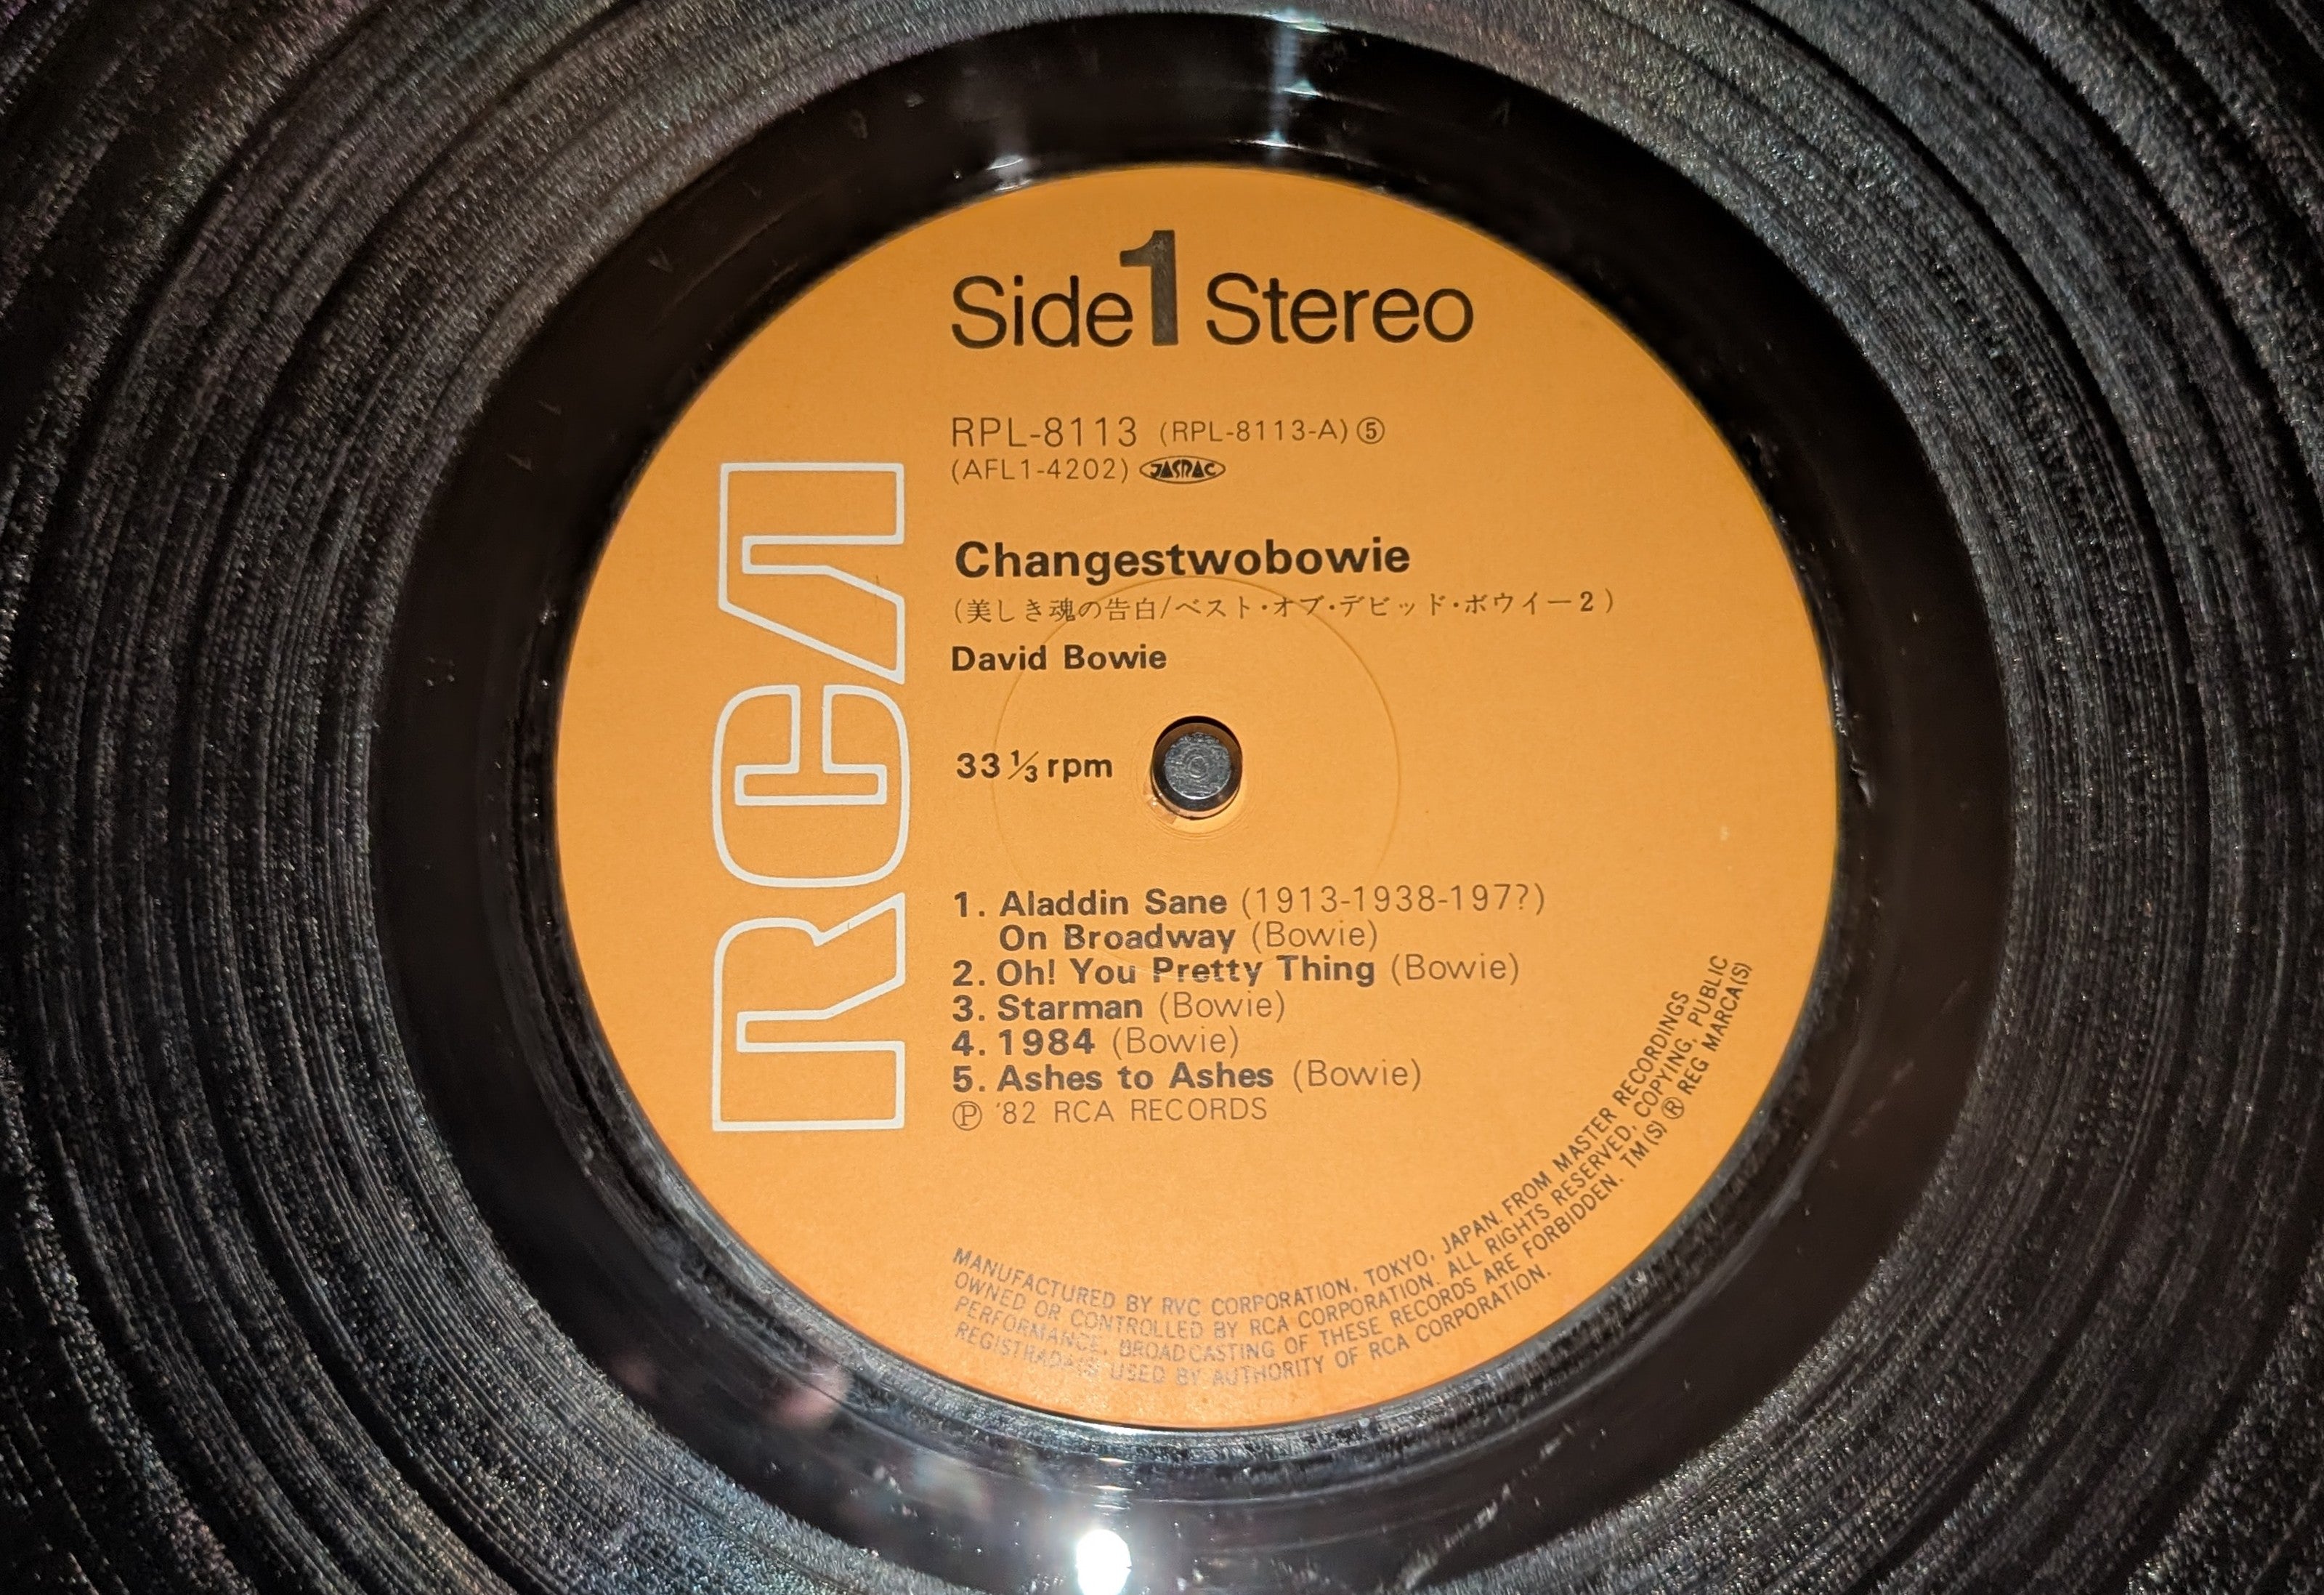 Side 1 Stereo
RPL-8113 (RPL-8113-A) ⑤
(AFL1-4202) JASRAC
Changestwobowie
(美しき魂の告白/ベスト・オブ・デビッド・ボウイー2)
David Bowie
33 1/3 rpm
RCA
1. Aladdin Sane (1913-1938-197?)
On Broadway (Bowie)
2. Oh! You Pretty Thing (Bowie)
3. Starman (Bowie)
4. 1984 (Bowie)
5. Ashes to Ashes (Bowie)
℗ '82 RCA RECORDS
MANUFACTURED BY RVC CORPORATION, TOKYO, JAPAN. FROM MASTER RECORDINGS
OWNED OR CONTROLLED BY RCA CORPORATION. ALL RIGHTS RESERVED, COPYING, PUBLIC
PERFORMANCE, BROADCASTING OF THESE RECORDS ARE FORBIDDEN. TM(S) ® REG MARCA(S)
REGISTRADA(S) USED BY AUTHORITY OF RCA CORPORATION.